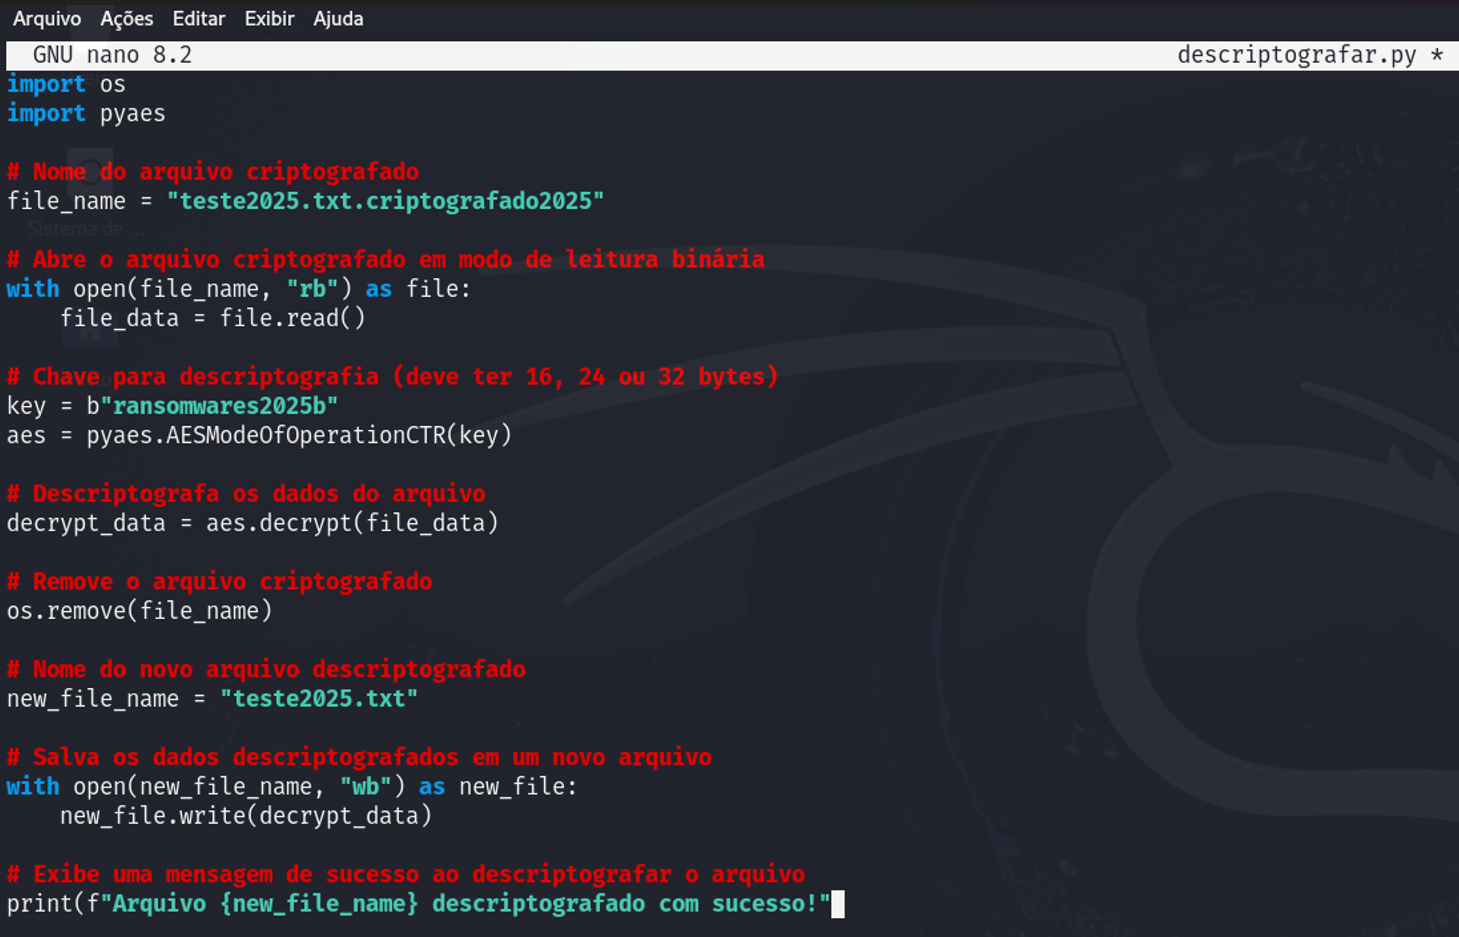 Arquivo Ações Editar Exibir Ajuda
GNU nano 8.2 descriptografar.py *
import os
import pyaes
# Nome do arquivo criptografado
file_name = "teste2025.txt.criptografado2025"
Sistema de ...
# Abre o arquivo criptografado em modo de leitura binária
with open(file_name, "rb") as file:
    file_data = file.read()
# Chave para descriptografia (deve ter 16, 24 ou 32 bytes)
key = b"ransomwares2025b"
aes = pyaes.AESModeOfOperationCTR(key)
# Descriptografa os dados do arquivo
decrypt_data = aes.decrypt(file_data)
# Remove o arquivo criptografado
os.remove(file_name)
# Nome do novo arquivo descriptografado
new_file_name = "teste2025.txt"
# Salva os dados descriptografados em um novo arquivo
with open(new_file_name, "wb") as new_file:
    new_file.write(decrypt_data)
# Exibe uma mensagem de sucesso ao descriptografar o arquivo
print(f"Arquivo {new_file_name} descriptografado com sucesso!"